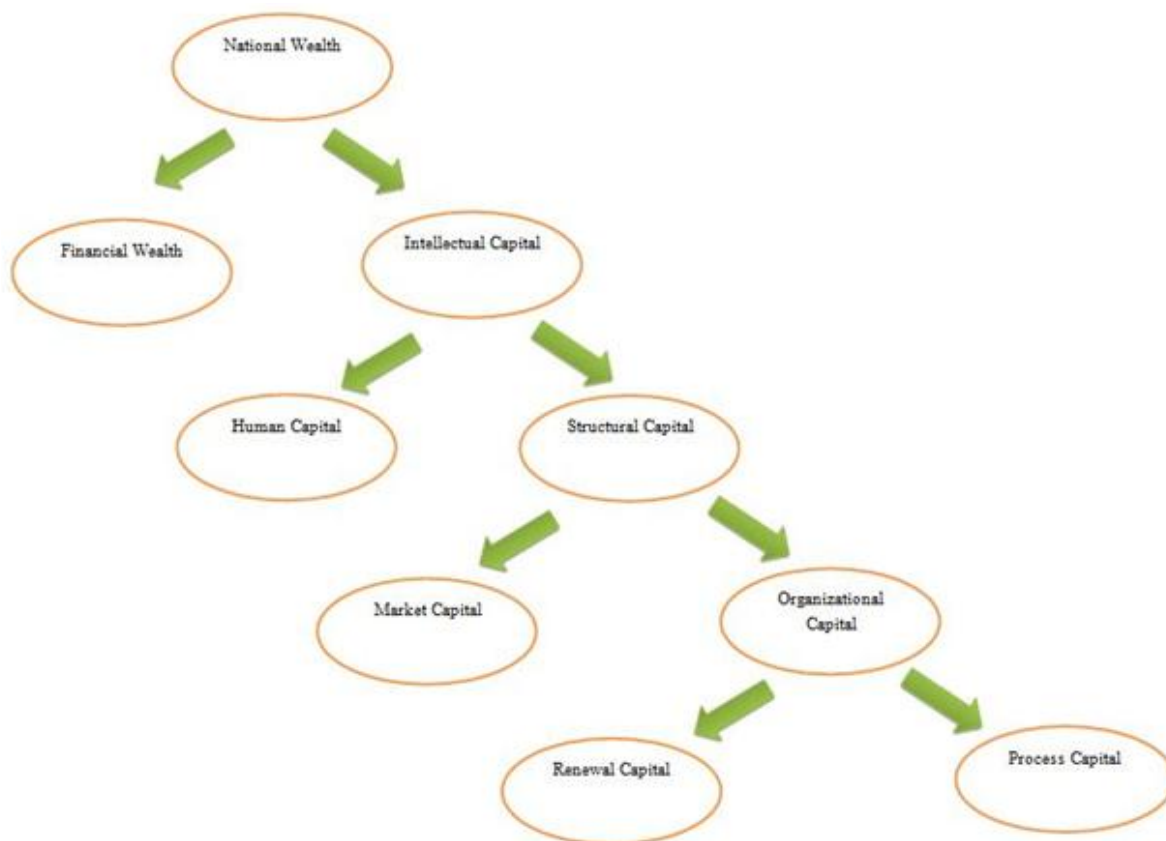 National Wealth
Financial Wealth
Intellectual Capital
Human Capital
Structural Capital
Market Capital
Organizational
Capital
Renewal Capital
Process Capital